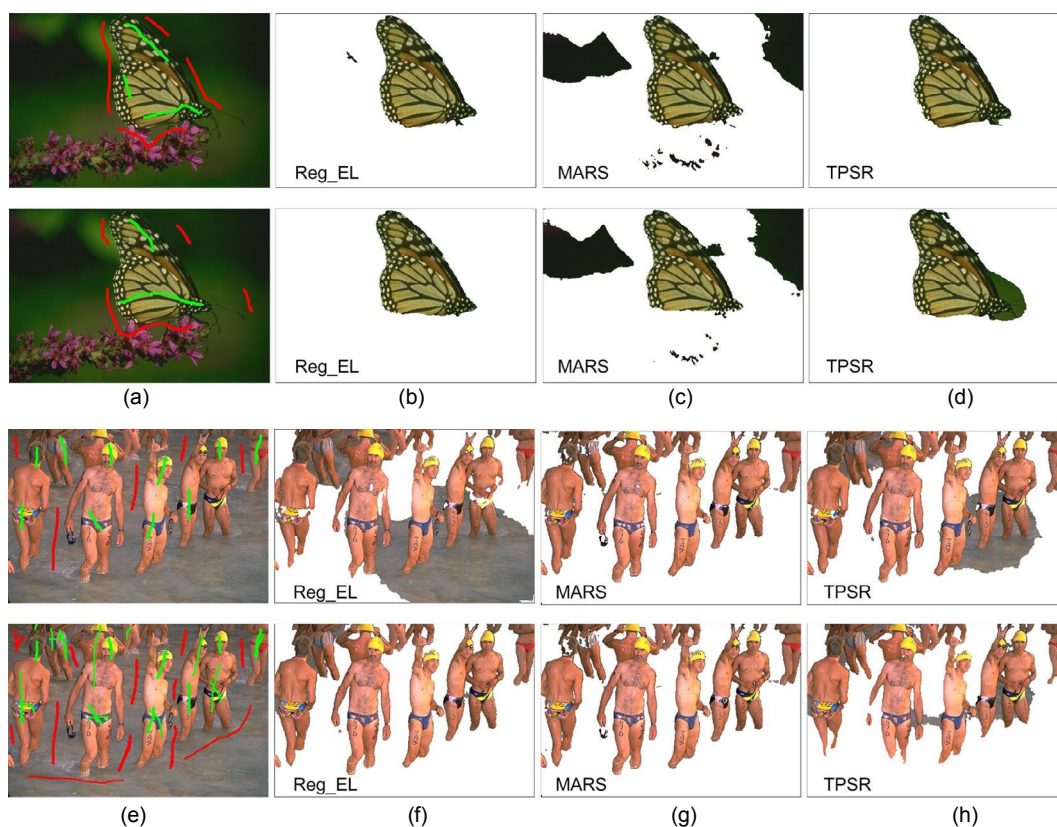 Reg_EL
MARS
TPSR
Reg_EL
MARS
TPSR
(a)
(b)
(c)
(d)
Reg_EL
MARS
TPSR
Reg_EL
MARS
TPSR
(e)
(f)
(g)
(h)